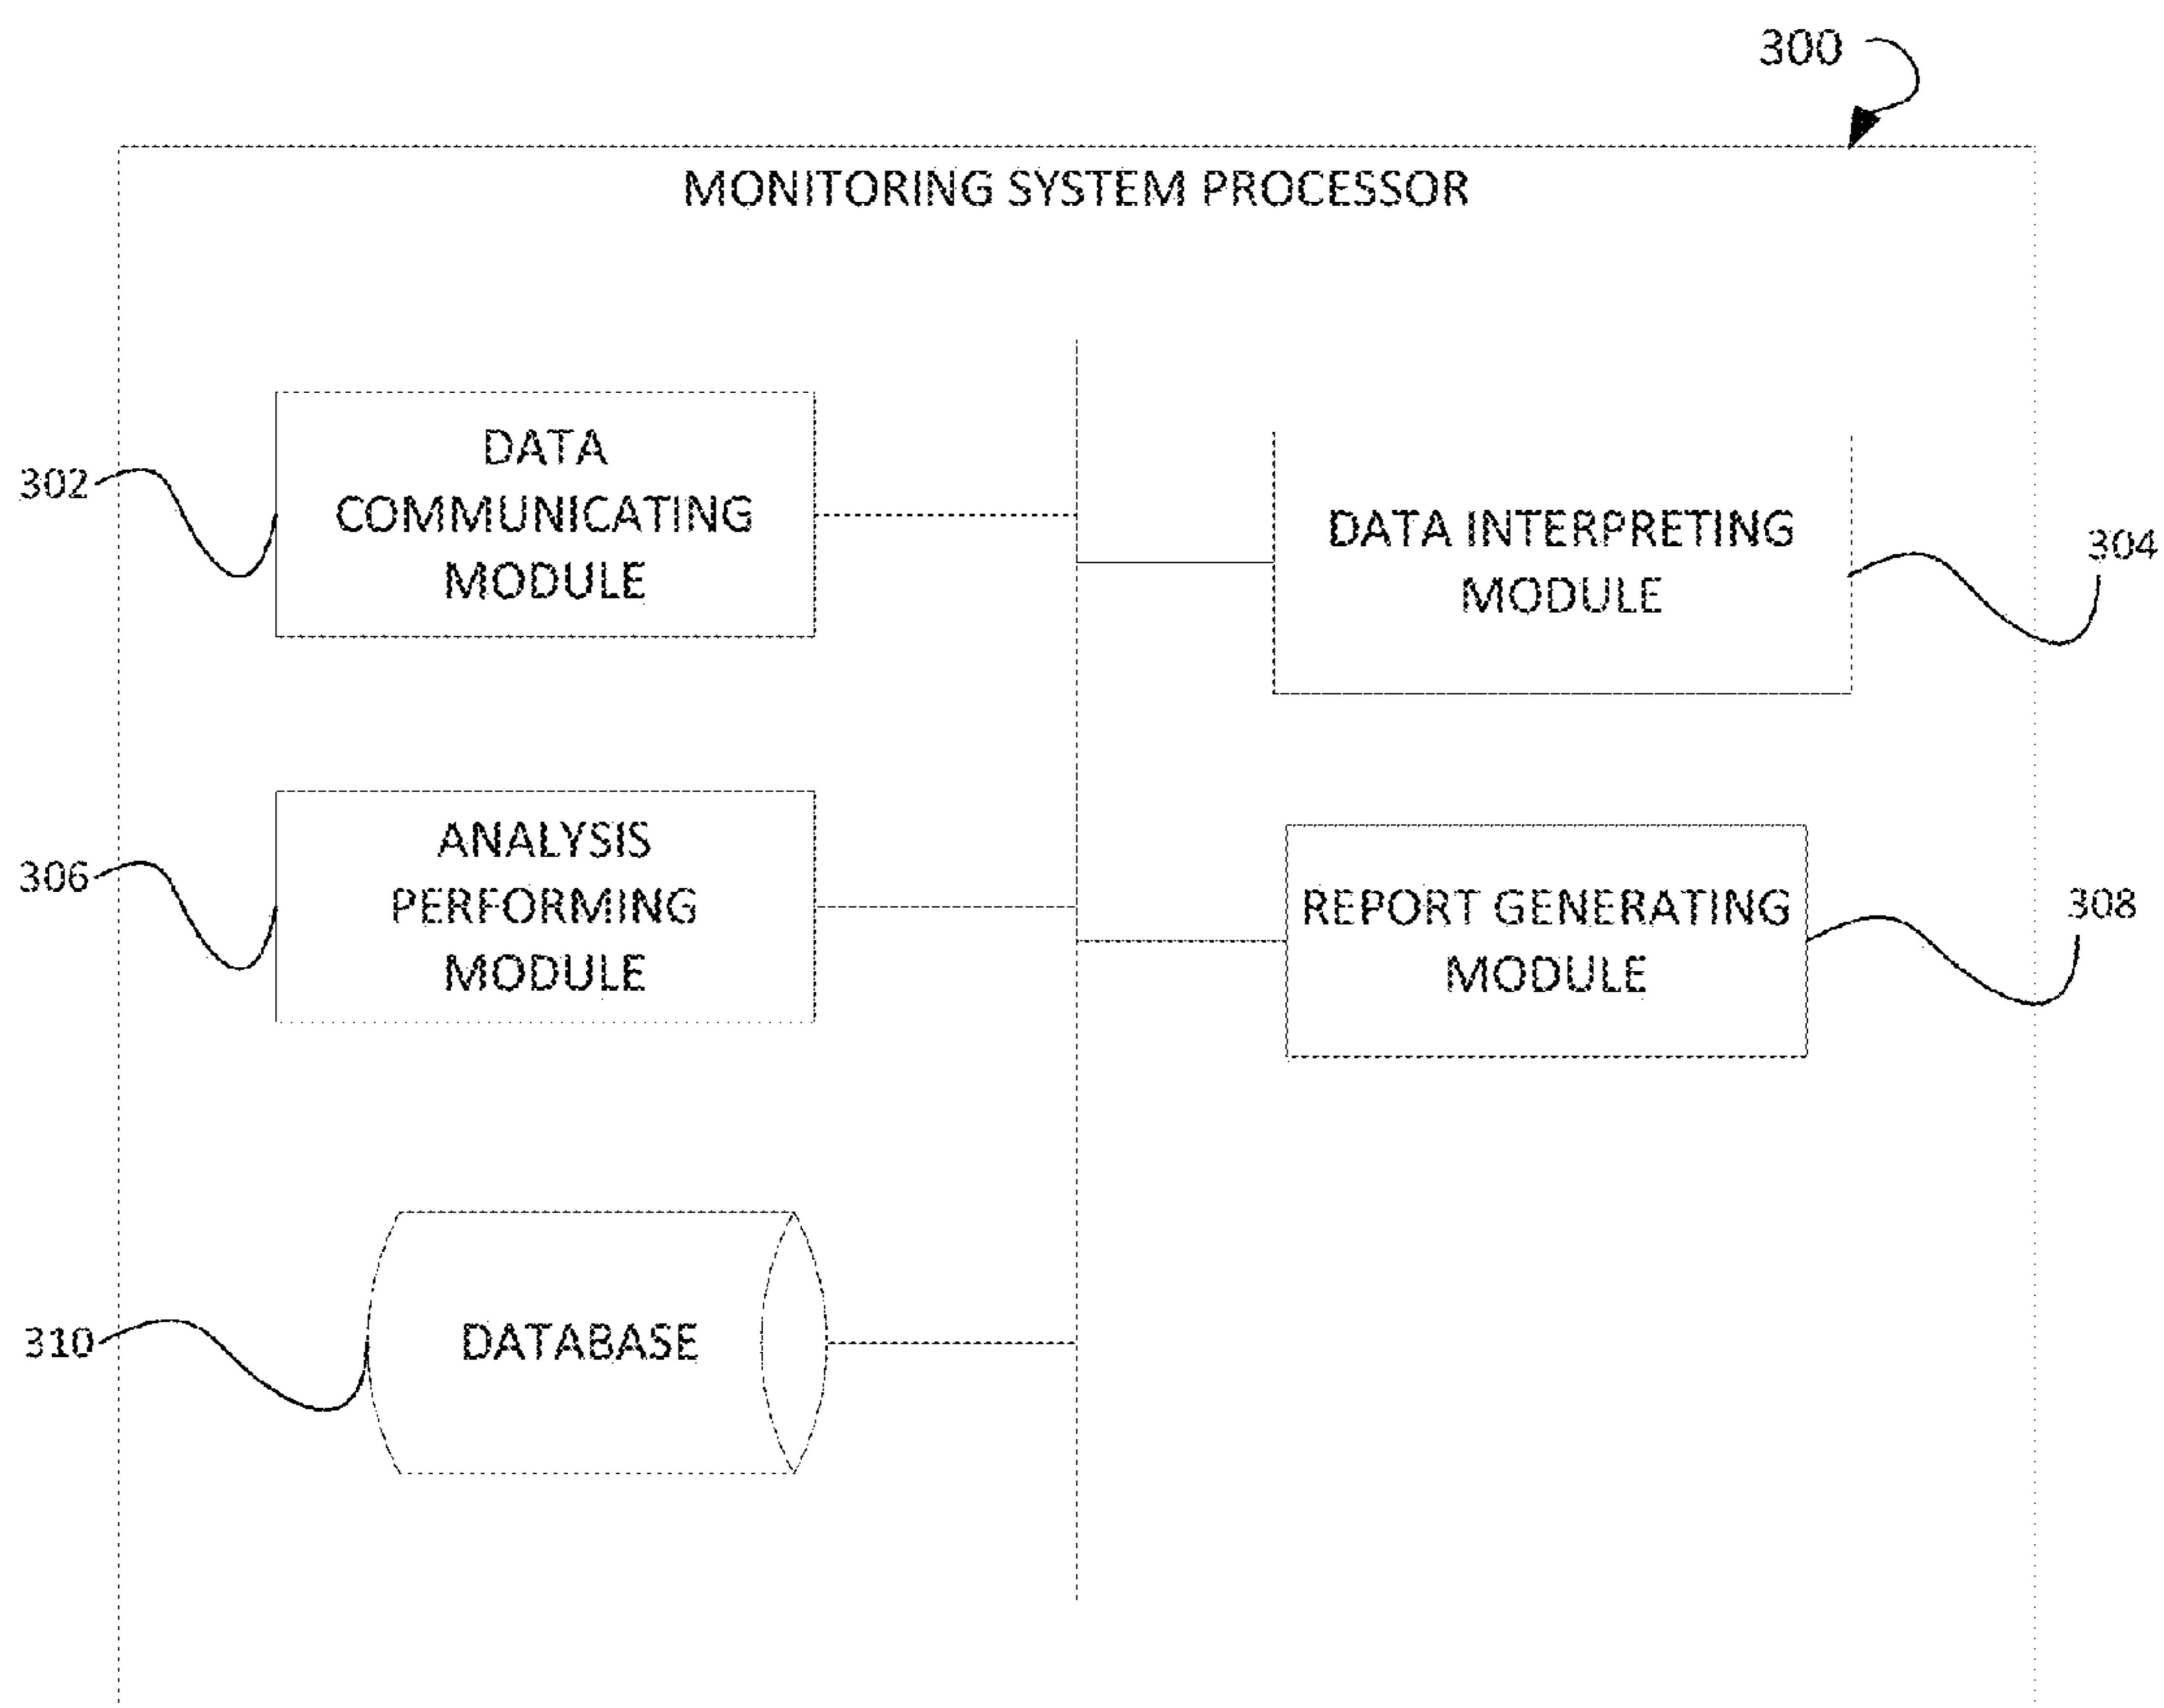 300
MONITORING SYSTEM PROCESSOR
302
DATA
COMMUNICATING
MODULE
DATA INTERPRETING
MODULE
304
306
ANALYSIS
PERFORMING
MODULE
REPORT GENERATING
MODULE
308
310
DATABASE